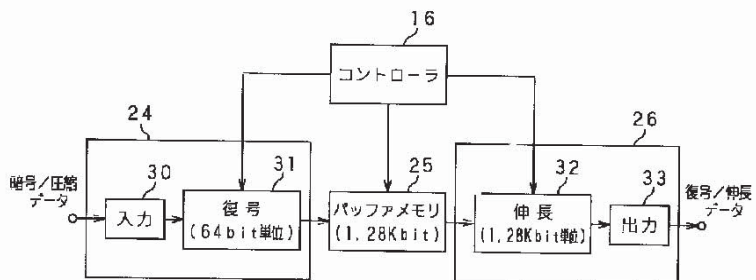 16
コントローラ
24
26
暗号/圧縮
データ
30
入力
31
復号
(64bit単位)
25
バッファメモリ
(1,28Kbit)
32
伸長
(1,28Kbit単位)
33
出力
復号/伸長
データ